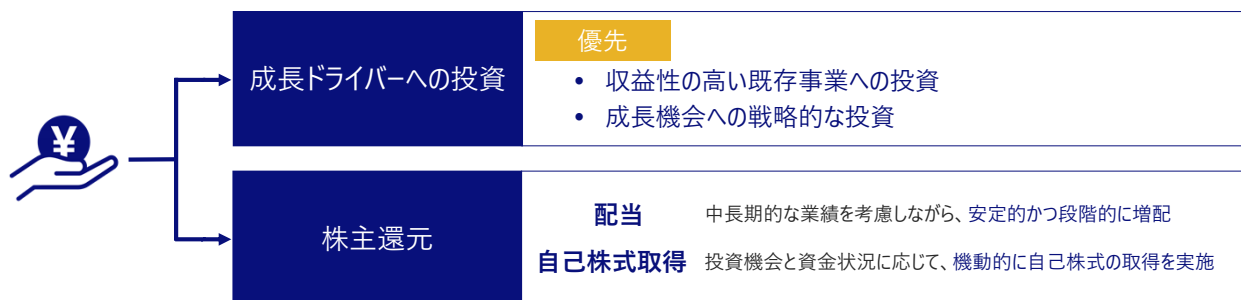 ¥
成長ドライバーへの投資
優先
• 収益性の高い既存事業への投資
• 成長機会への戦略的な投資
株主還元
配当 中長期的な業績を考慮しながら、安定的かつ段階的に増配
自己株式取得 投資機会と資金状況に応じて、機動的に自己株式の取得を実施